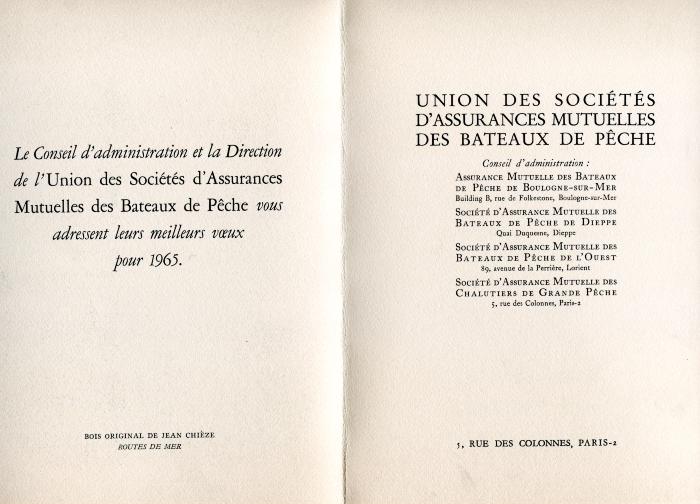 Le Conseil d'administration et la Direction
de l'Union des Sociétés d'Assurances
Mutuelles des Bateaux de Pêche vous
adressent leurs meilleurs vœux
pour 1965.
BOIS ORIGINAL DE JEAN CHIÈZE
ROUTES DE MER
UNION DES SOCIÉTÉS
D'ASSURANCES MUTUELLES
DES BATEAUX DE PÊCHE
Conseil d'administration :
ASSURANCE MUTUELLE DES BATEAUX
DE PÊCHE DE BOULOGNE-SUR-MER
Building B, rue de Folkestone, Boulogne-sur-Mer
SOCIÉTÉ D'ASSURANCE MUTUELLE DES
BATEAUX DE PÊCHE DE DIEPPE
Quai Duquesne, Dieppe
SOCIÉTÉ D'ASSURANCE MUTUELLE DES
BATEAUX DE PÊCHE DE L'OUEST
89, avenue de la Perrière, Lorient
SOCIÉTÉ D'ASSURANCE MUTUELLE DES
CHALUTIERS DE GRANDE PÊCHE
5, rue des Colonnes, Paris-2
5, RUE DES COLONNES, PARIS-2